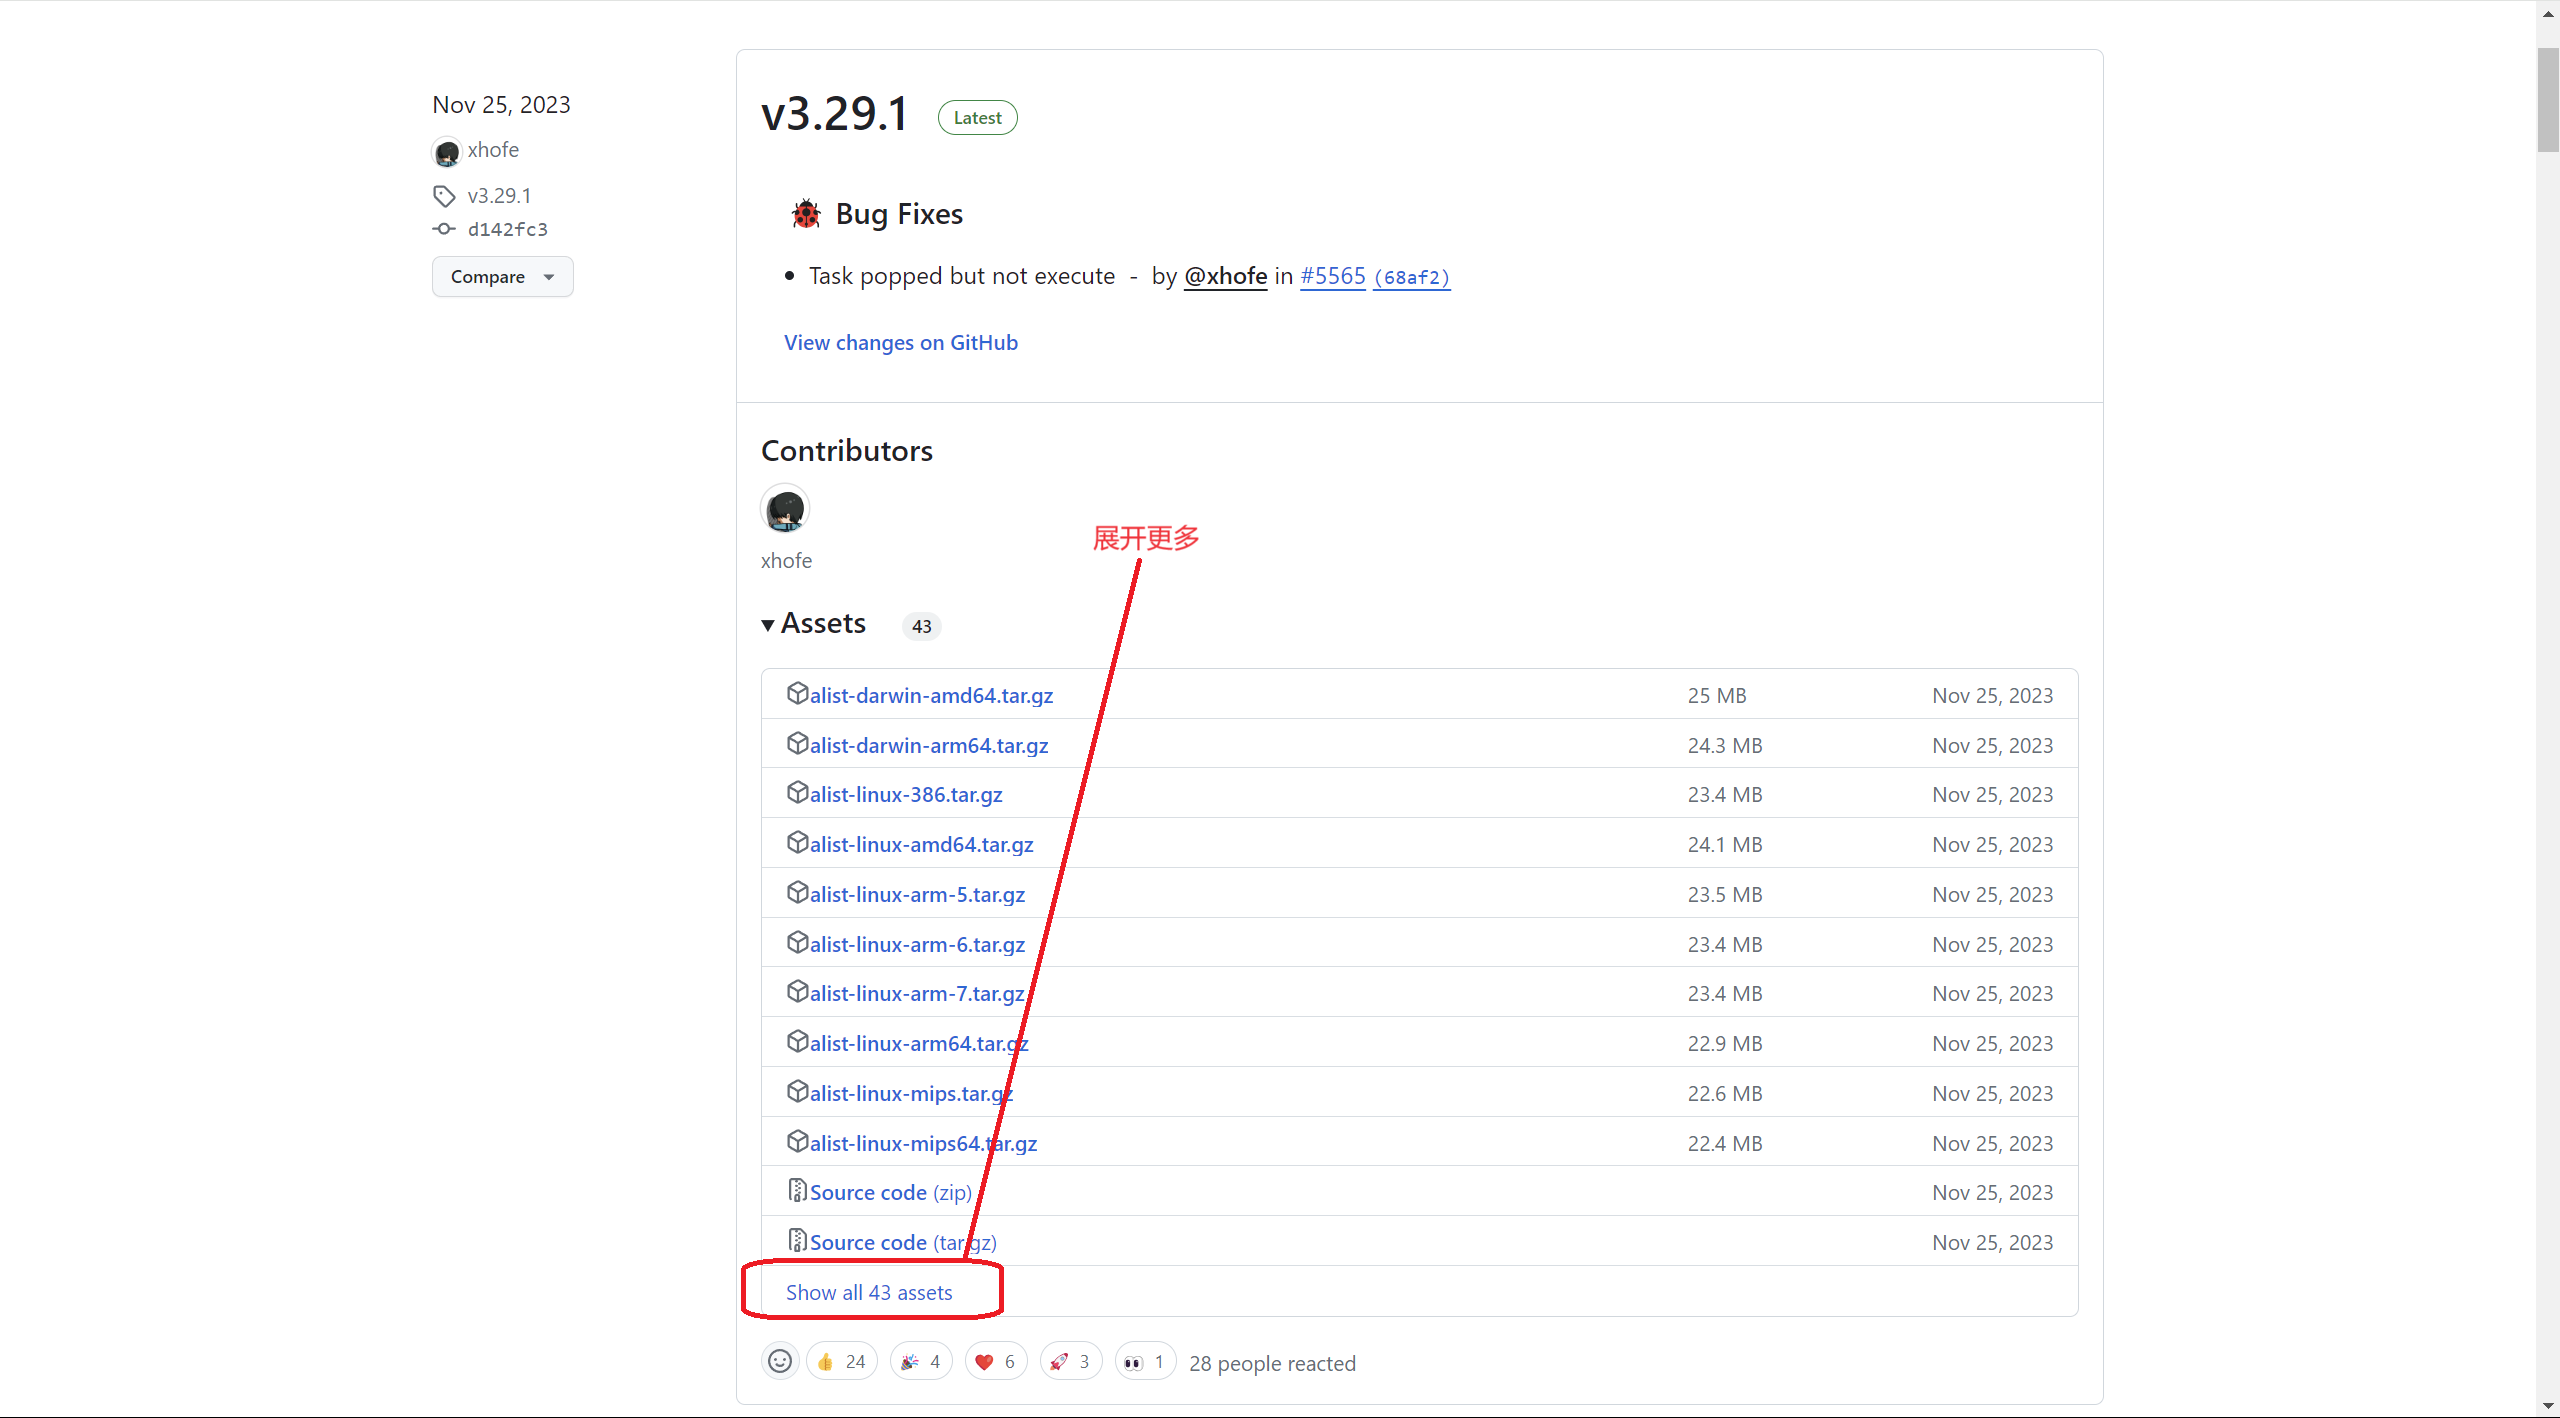 Nov 25, 2023
xhofe
v3.29.1
d142fc3
Compare
v3.29.1 Latest
🐞 Bug Fixes
• Task popped but not execute - by @xhofe in #5565 (68af2)
View changes on GitHub
Contributors
xhofe
展开更多
Assets 43
alist-darwin-amd64.tar.gz 25 MB Nov 25, 2023
alist-darwin-arm64.tar.gz 24.3 MB Nov 25, 2023
alist-linux-386.tar.gz 23.4 MB Nov 25, 2023
alist-linux-amd64.tar.gz 24.1 MB Nov 25, 2023
alist-linux-arm-5.tar.gz 23.5 MB Nov 25, 2023
alist-linux-arm-6.tar.gz 23.4 MB Nov 25, 2023
alist-linux-arm-7.tar.gz 23.4 MB Nov 25, 2023
alist-linux-arm64.tar.gz 22.9 MB Nov 25, 2023
alist-linux-mips.tar.gz 22.6 MB Nov 25, 2023
alist-linux-mips64.tar.gz 22.4 MB Nov 25, 2023
Source code (zip) Nov 25, 2023
Source code (tar.gz) Nov 25, 2023
Show all 43 assets
👍 24 🎉 4 ❤️ 6 🚀 3 👀 1 28 people reacted